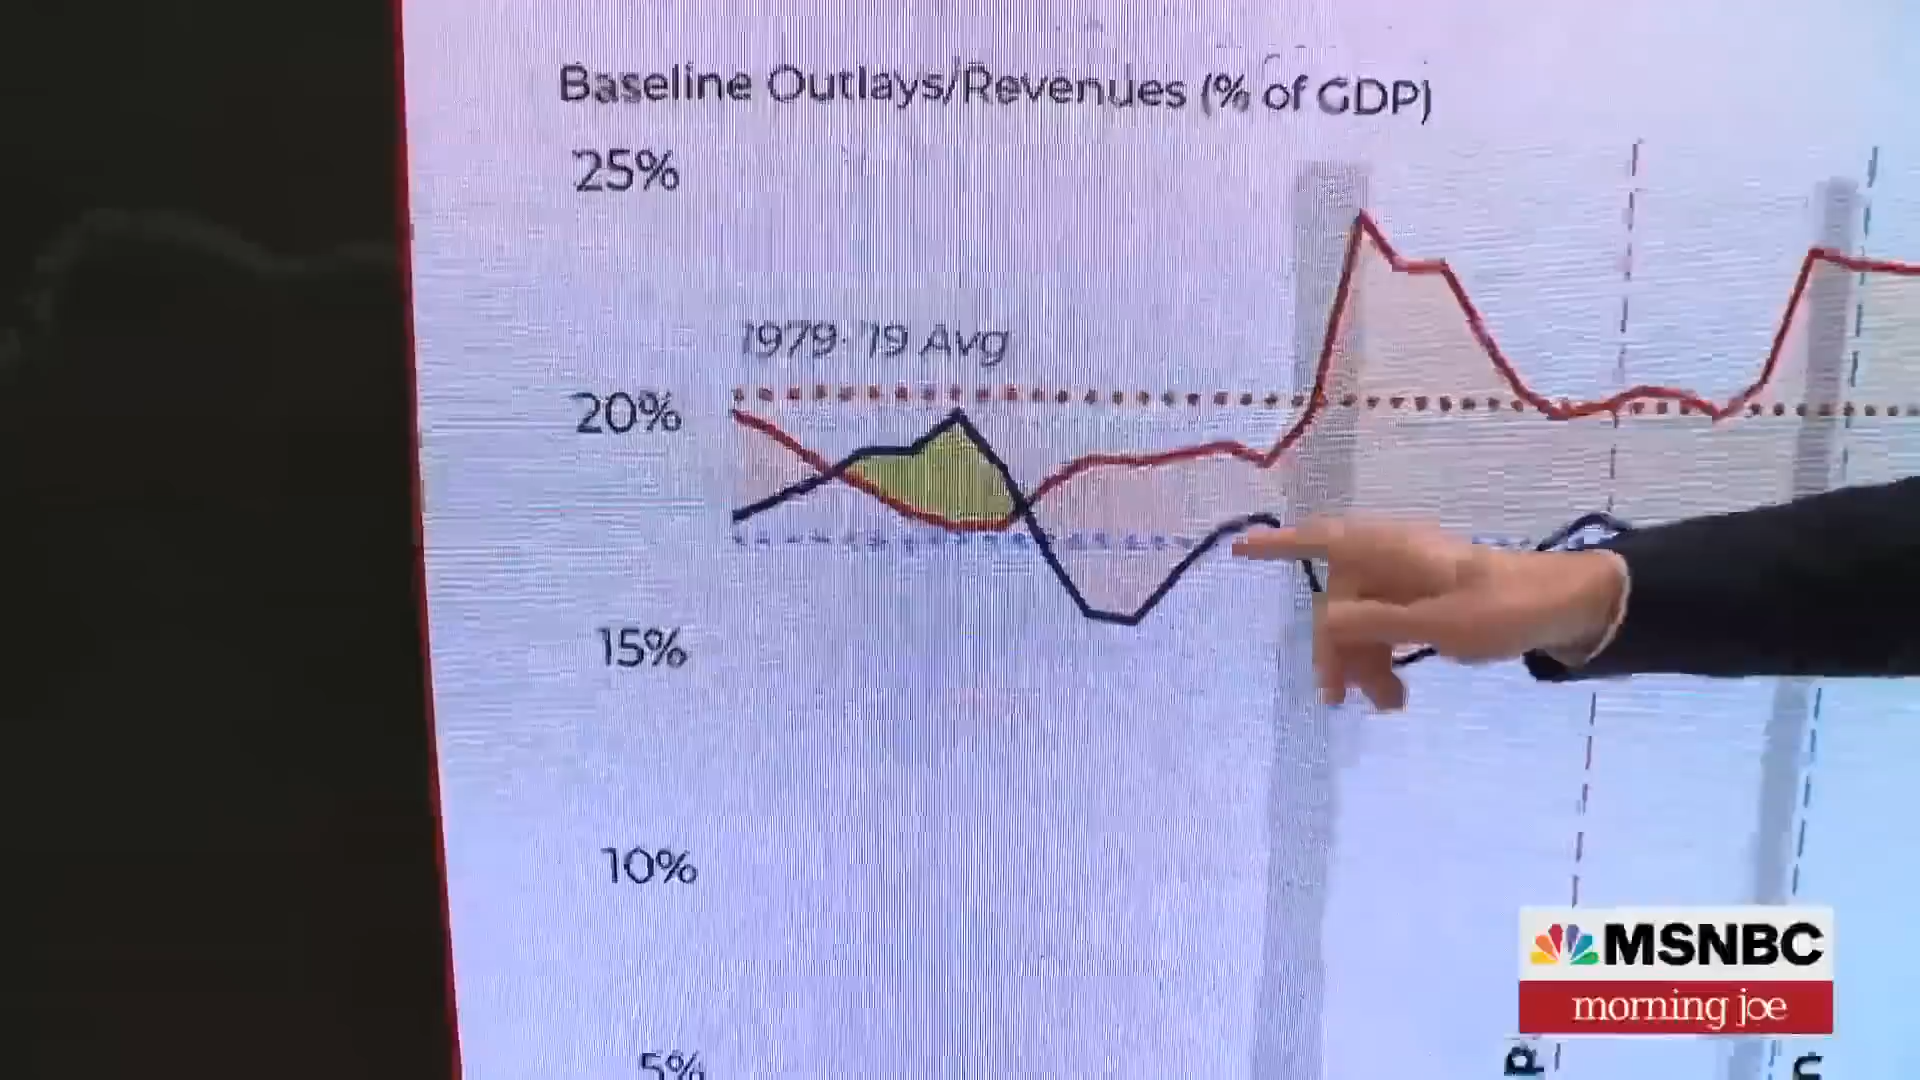 Baseline Outlays/Revenues (% of GDP)
25%
1979-'19 Avg
20%
15%
10%
5%
MSNBC
morning joe